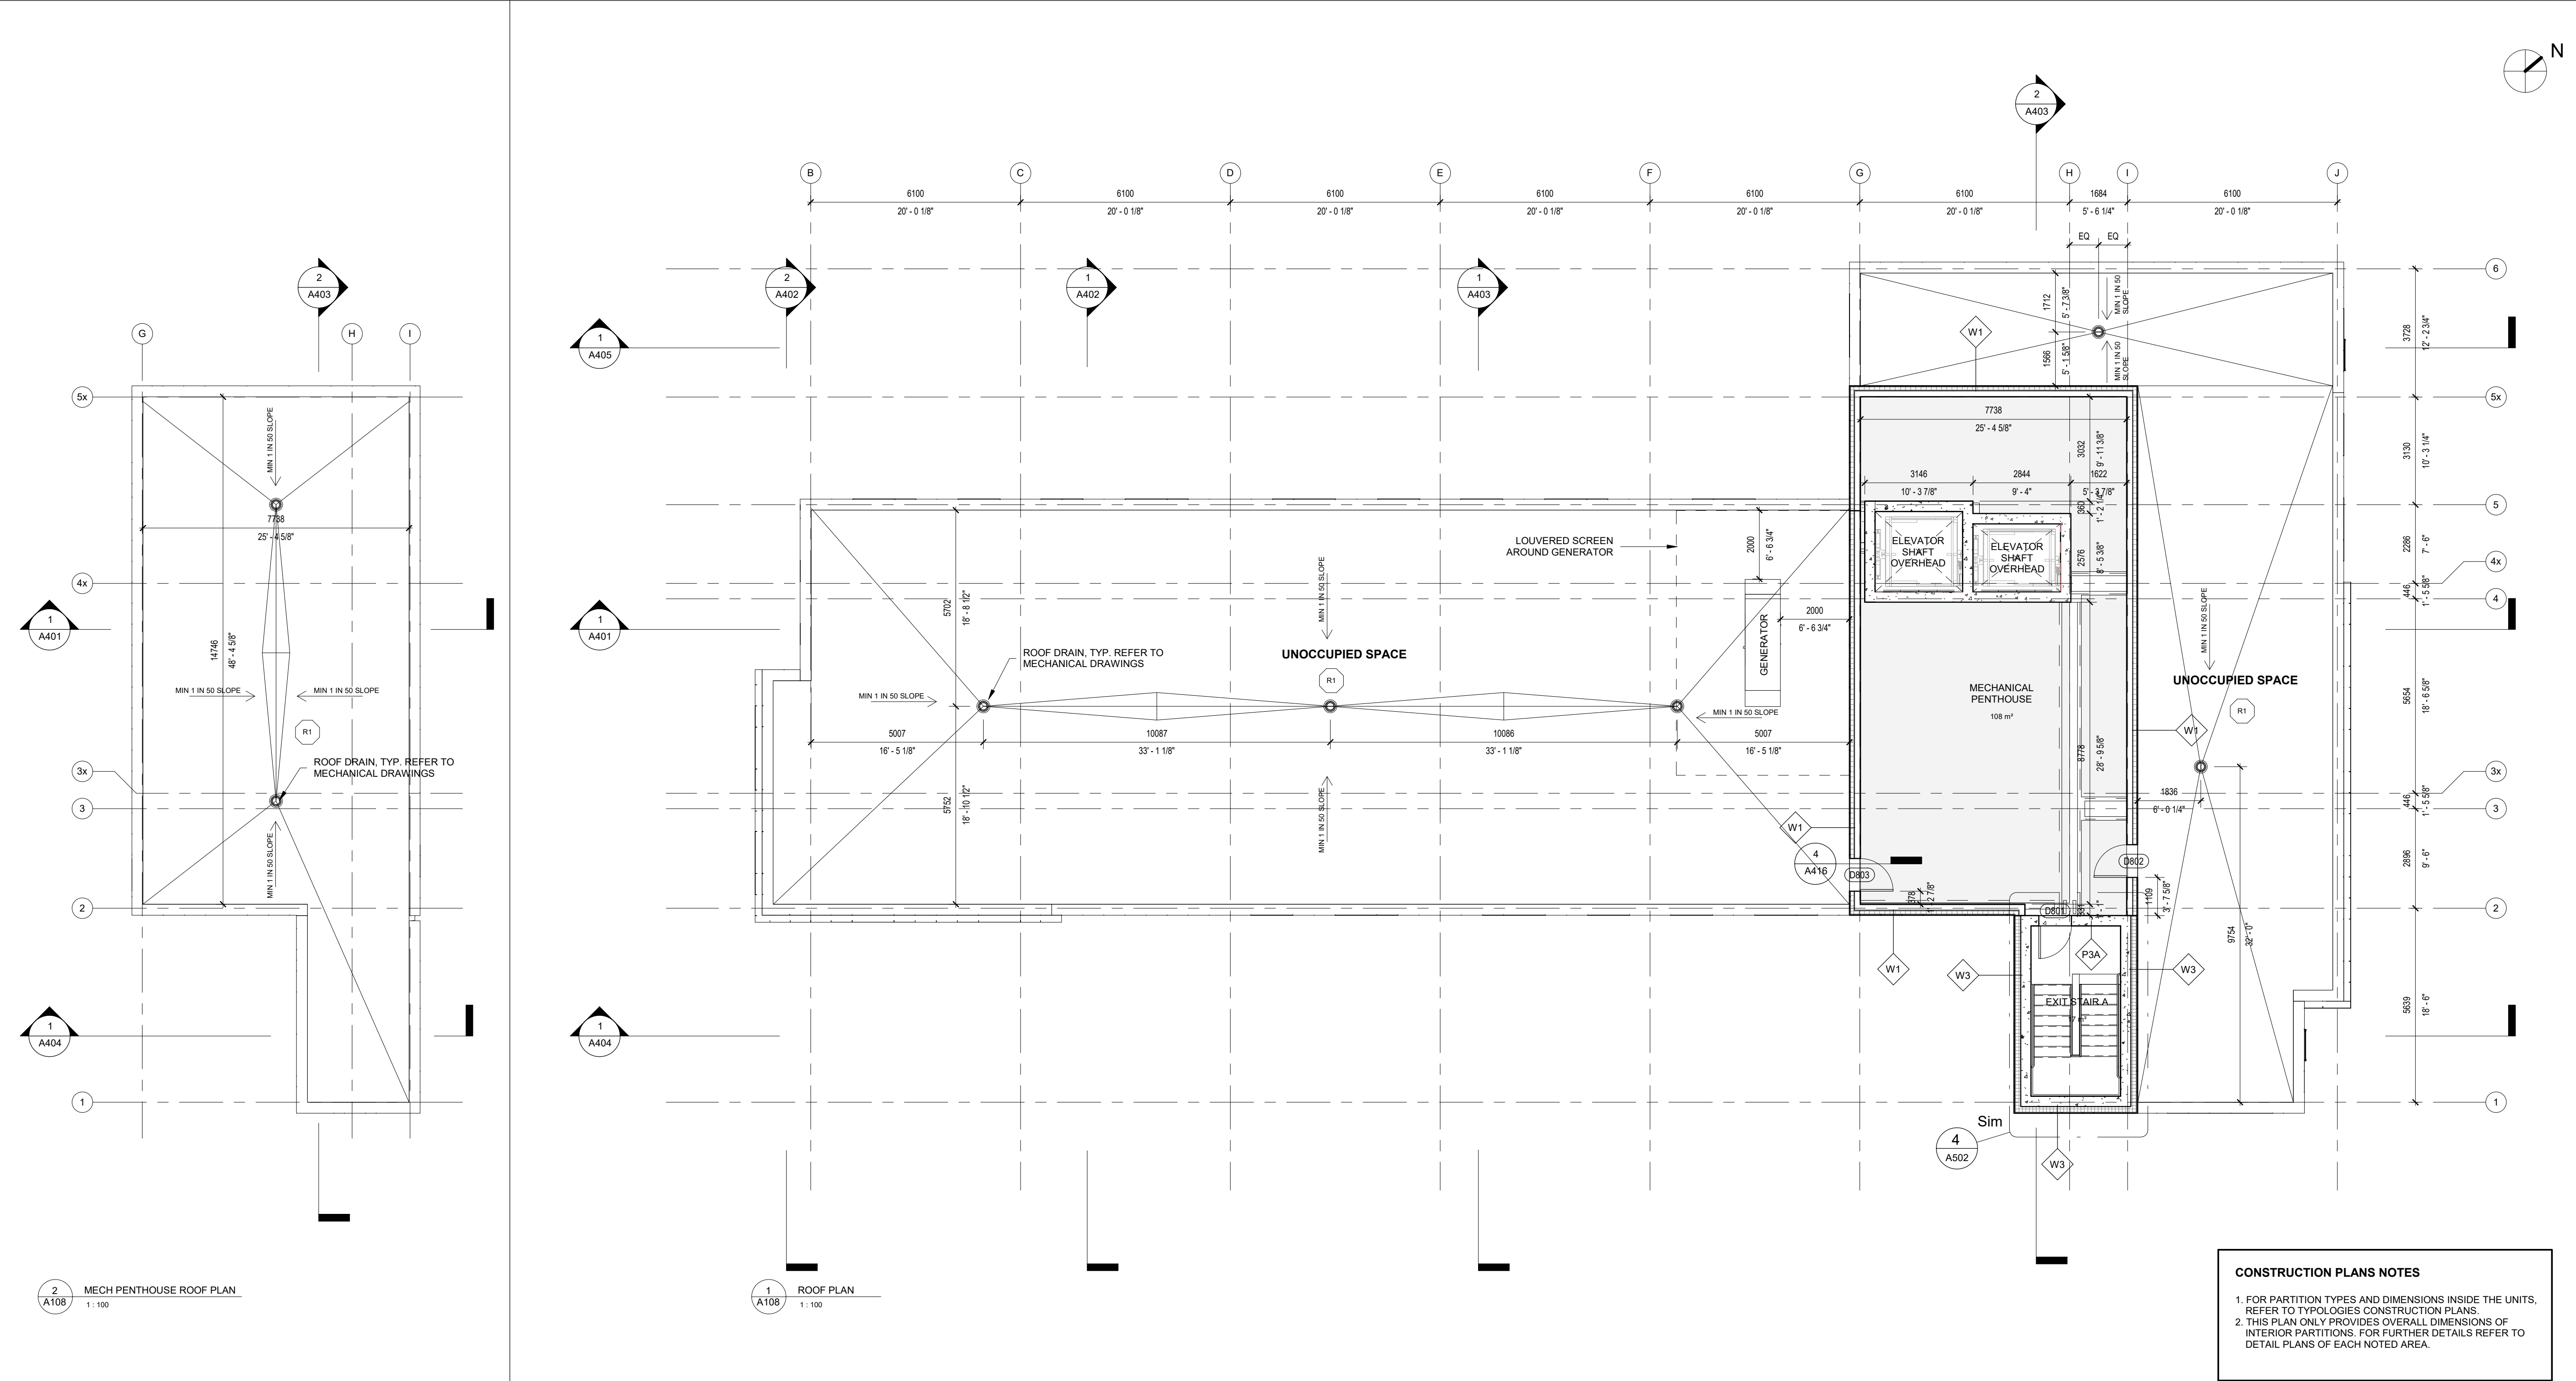 N
2
A403
B
C
D
E
F
G
H
I
J
6100
6100
6100
6100
6100
6100
1684
6100
20' - 0 1/8"
20' - 0 1/8"
20' - 0 1/8"
20' - 0 1/8"
20' - 0 1/8"
20' - 0 1/8"
5' - 6 1/4"
20' - 0 1/8"
EQ
EQ
2
A403
2
A402
1
A402
1
A403
1
A405
G
H
I
5x
4x
3x
3
2
1
MIN 1 IN 50 SLOPE
7738
25' - 4 5/8"
14746
48' - 4 5/8"
MIN 1 IN 50 SLOPE
MIN 1 IN 50 SLOPE
R1
ROOF DRAIN, TYP. REFER TO
MECHANICAL DRAWINGS
MIN 1 IN 50 SLOPE
1
A401
1
A404
1
A401
1
A404
1712
5' - 7 3/8"
1566
5' - 1 5/8"
MIN 1 IN 50
SLOPE
MIN 1 IN 50
SLOPE
W1
7738
25' - 4 5/8"
3032
9' - 11 3/8"
3146
10' - 3 7/8"
2844
9' - 4"
1622
5' - 3 7/8"
360
1' - 2 1/4"
2576
8' - 5 3/8"
ELEVATOR
SHAFT
OVERHEAD
ELEVATOR
SHAFT
OVERHEAD
LOUVERED SCREEN
AROUND GENERATOR
2000
6' - 6 3/4"
2000
6' - 6 3/4"
GENERATOR
MIN 1 IN 50 SLOPE
5702
18' - 8 1/2"
ROOF DRAIN, TYP. REFER TO
MECHANICAL DRAWINGS
UNOCCUPIED SPACE
R1
MIN 1 IN 50 SLOPE
MIN 1 IN 50 SLOPE
5007
16' - 5 1/8"
10087
33' - 1 1/8"
10086
33' - 1 1/8"
5007
16' - 5 1/8"
5752
18' - 10 1/2"
MIN 1 IN 50 SLOPE
MECHANICAL
PENTHOUSE
108 m²
8778
28' - 9 5/8"
MIN 1 IN 50 SLOPE
UNOCCUPIED SPACE
R1
W1
1836
6' - 0 1/4"
W1
4
A416
D803
D802
D801
378
1' - 2 7/8"
331
1' - 1"
1109
3' - 7 5/8"
9754
32' - 0"
P3A
W1
W3
W3
EXIT STAIR A
17 m²
Sim
4
A502
W3
6
5x
5
4x
4
3x
3
2
1
3728
12' - 2 3/4"
3130
10' - 3 1/4"
2286
7' - 6"
446
1' - 5 5/8"
5654
18' - 6 5/8"
446
1' - 5 5/8"
2896
9' - 6"
5639
18' - 6"
2
A108
MECH PENTHOUSE ROOF PLAN
1 : 100
1
A108
ROOF PLAN
1 : 100
CONSTRUCTION PLANS NOTES
1. FOR PARTITION TYPES AND DIMENSIONS INSIDE THE UNITS,
REFER TO TYPOLOGIES CONSTRUCTION PLANS.
2. THIS PLAN ONLY PROVIDES OVERALL DIMENSIONS OF
INTERIOR PARTITIONS. FOR FURTHER DETAILS REFER TO
DETAIL PLANS OF EACH NOTED AREA.